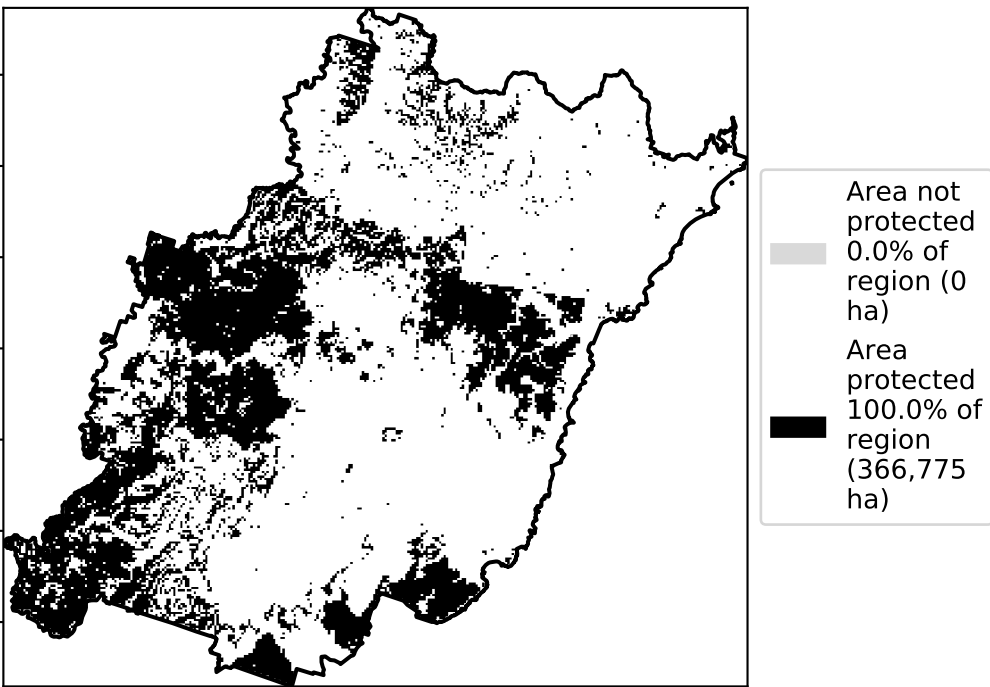 Area not
protected
0.0% of
region (0
ha)
Area
protected
100.0% of
region
(366,775
ha)